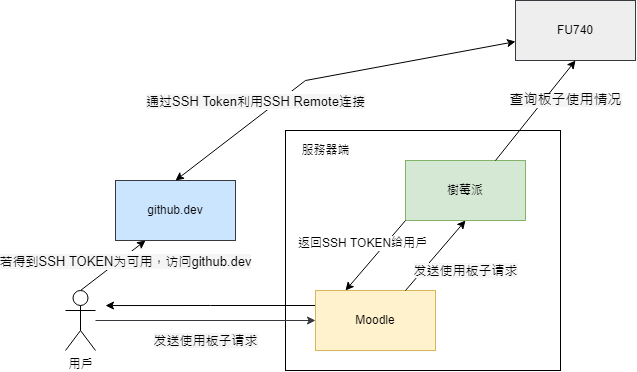 FU740
通过SSH Token利用SSH Remote连接
查询板子使用情况
服務器端
樹莓派
github.dev
返回SSH TOKEN给用戶
若得到SSH TOKEN为可用，访问github.dev
发送使用板子请求
Moodle
发送使用板子请求
用戶